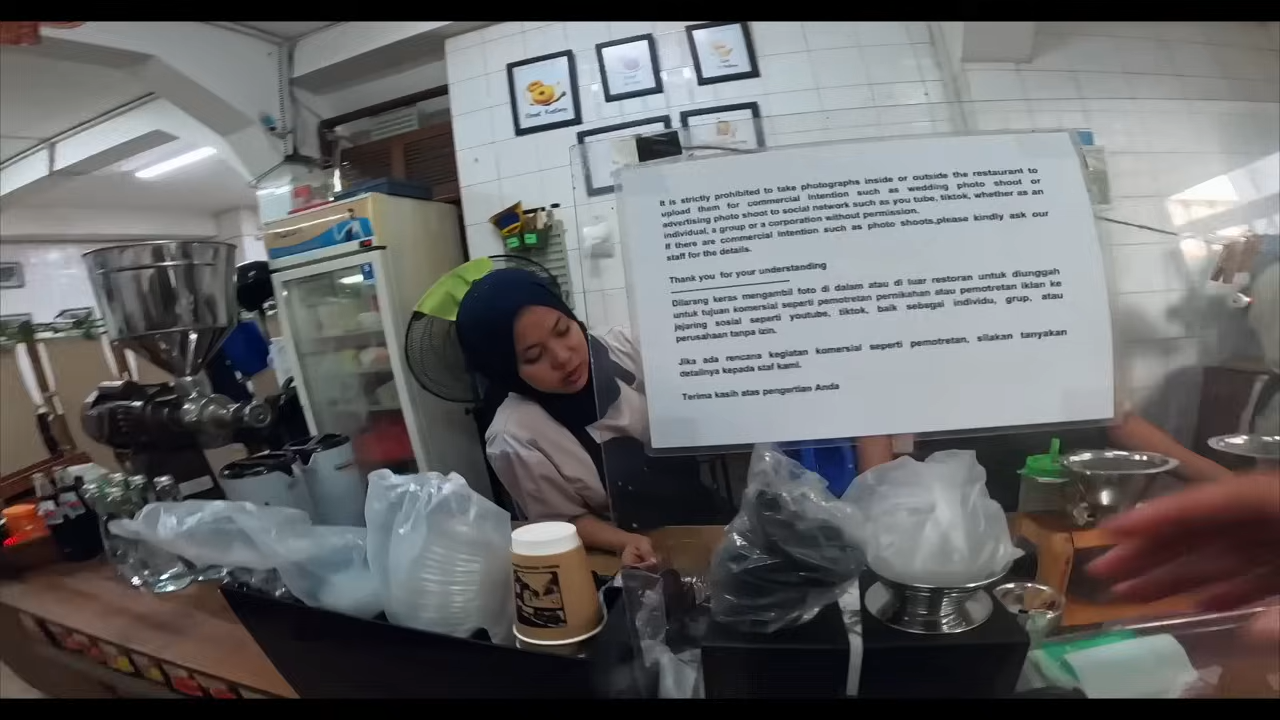 It is strictly prohibited to take photographs inside or outside the restaurant to
upload them for commercial intention such as wedding photo shoot or
advertising photo shoot to social network such as you tube, tiktok, whether as an
individual, a group or a corporation without permission.
If there are commercial intention such as photo shoots,please kindly ask our
staff for the details.
Thank you for your understanding
Dilarang keras mengambil foto di dalam atau di luar restoran untuk diunggah
untuk tujuan komersial seperti pemotretan pernikahan atau pemotretan iklan ke
jejaring sosial seperti youtube, tiktok, baik sebagai individu, grup, atau
perusahaan tanpa izin.
Jika ada rencana kegiatan komersial seperti pemotretan, silakan tanyakan
detailnya kepada staf kami.
Terima kasih atas pengertian Anda